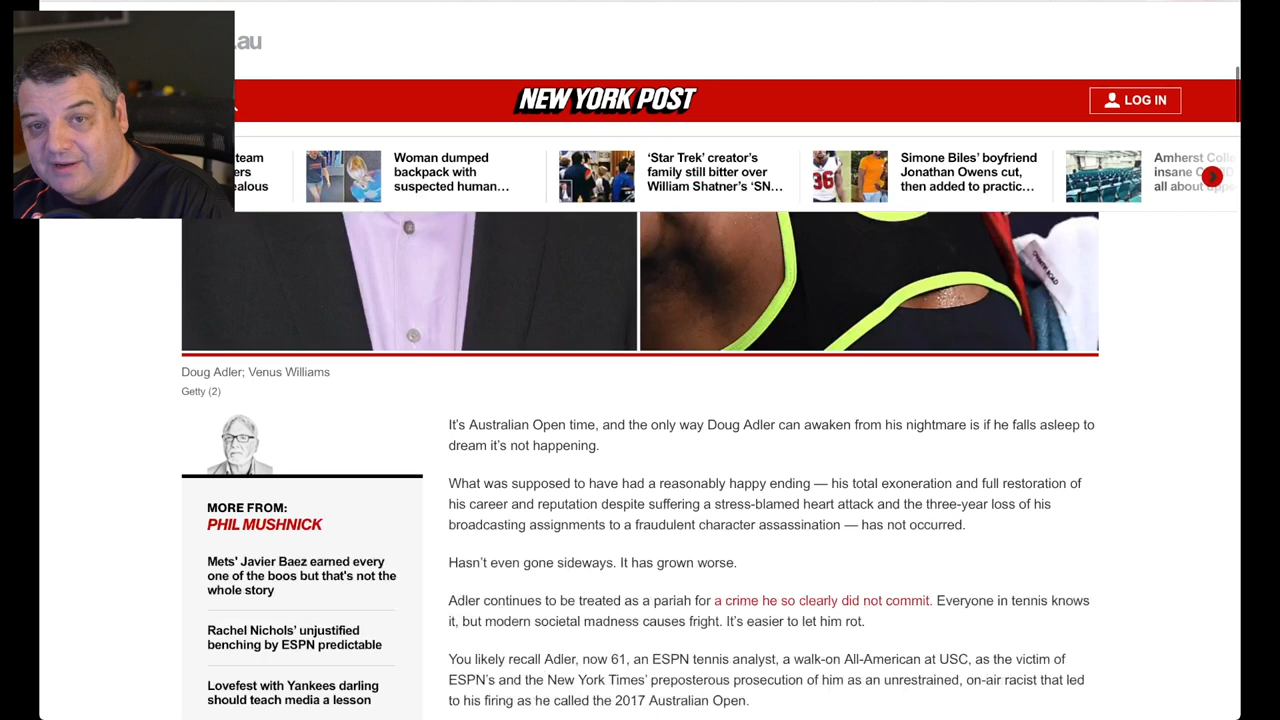 .au
NEW YORK POST
LOG IN
team
ers
ealous
Woman dumped
backpack with
suspected human...
'Star Trek' creator's
family still bitter over
William Shatner's 'SN...
36
Simone Biles' boyfriend
Jonathan Owens cut,
then added to practic...
Amherst Colle
insane
all about
Doug Adler; Venus Williams
Getty (2)
MORE FROM:
PHIL MUSHNICK
Mets' Javier Baez earned every
one of the boos but that's not the
whole story
Rachel Nichols' unjustified
benching by ESPN predictable
Lovefest with Yankees darling
should teach media a lesson
It's Australian Open time, and the only way Doug Adler can awaken from his nightmare is if he falls asleep to
dream it's not happening.
What was supposed to have had a reasonably happy ending — his total exoneration and full restoration of
his career and reputation despite suffering a stress-blamed heart attack and the three-year loss of his
broadcasting assignments to a fraudulent character assassination — has not occurred.
Hasn't even gone sideways. It has grown worse.
Adler continues to be treated as a pariah for a crime he so clearly did not commit. Everyone in tennis knows
it, but modern societal madness causes fright. It's easier to let him rot.
You likely recall Adler, now 61, an ESPN tennis analyst, a walk-on All-American at USC, as the victim of
ESPN's and the New York Times' preposterous prosecution of him as an unrestrained, on-air racist that led
to his firing as he called the 2017 Australian Open.